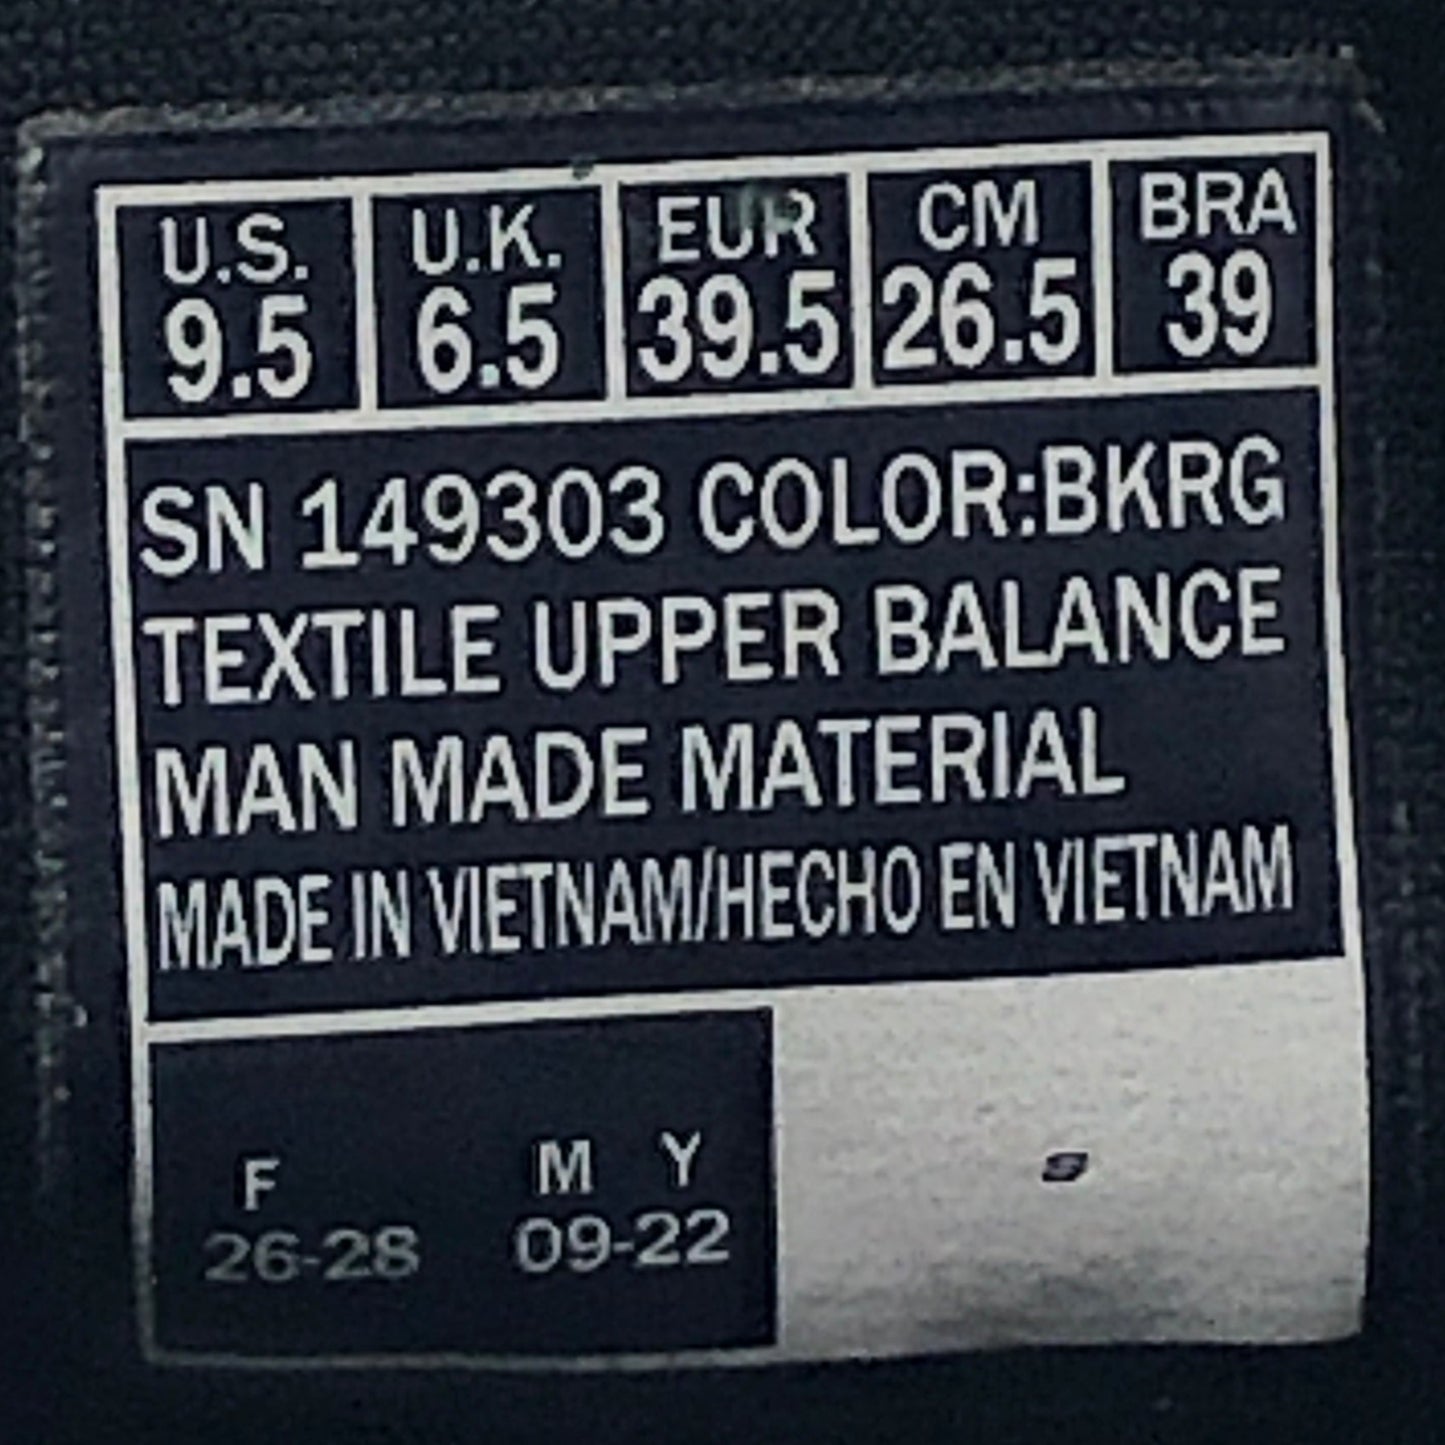 U.S. U.K. EUR CM BRA
9.5 6.5 39.5 26.5 39
SN 149303 COLOR:BKRG
TEXTILE UPPER BALANCE
MAN MADE MATERIAL
MADE IN VIETNAM/HECHO EN VIETNAM
F M Y
26-28 09-22